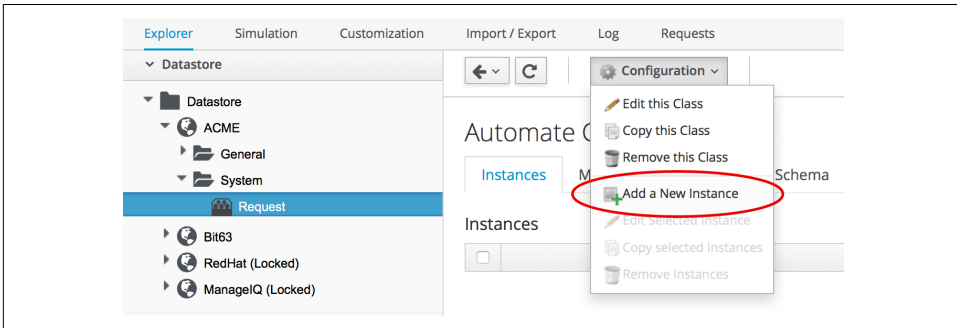 Explorer Simulation Customization Import / Export Log Requests
Datastore
Configuration
Datastore
ACME
General
System
Request
Bit63
RedHat (Locked)
ManageIQ (Locked)
Edit this Class
Copy this Class
Remove this Class
Add a New Instance
Edit Selected Instance
Copy selected Instances
Remove Instances
Automate C
Instances M Schema
Instances